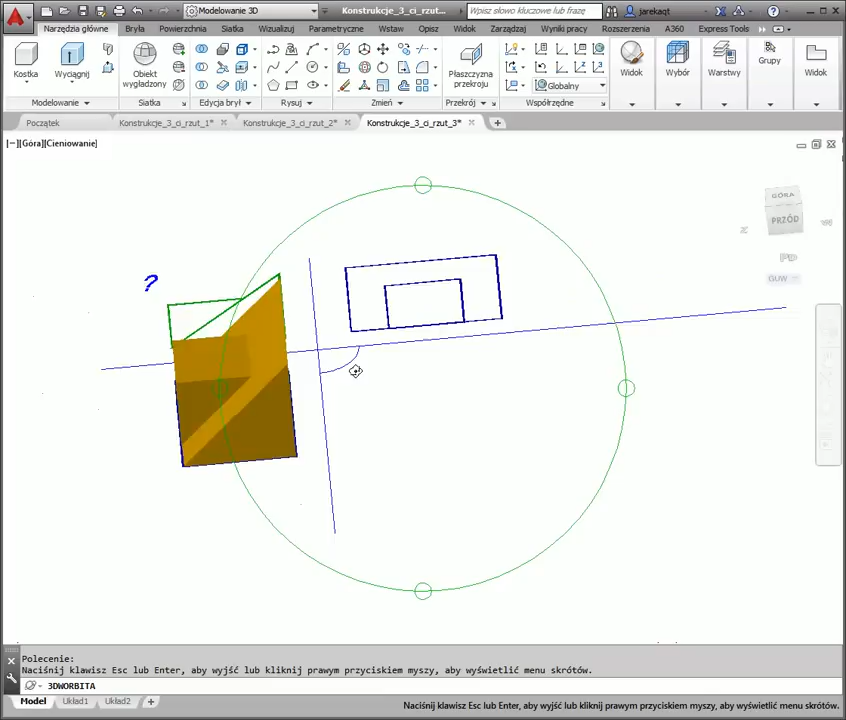 Modelowanie 3D
Konstrukcje_3_ci_rzut_...
Wpisz słowo kluczowe lub frazę
jarekaqt
Narzędzia główne
Bryła
Powierzchnia
Siatka
Wizualizuj
Parametryczne
Wstaw
Opisz
Widok
Zarządzaj
Wyniki pracy
Rozszerzenia
A360
Express Tools
Kostka
Wyciągnij
Obiekt
wygładzony
Płaszczyzna
przekroju
Globalny
Widok
Wybór
Warstwy
Grupy
Widok
Modelowanie
Siatka
Edycja brył
Rysuj
Zmień
Przekrój
Współrzędne
Początek
Konstrukcje_3_ci_rzut_1*
Konstrukcje_3_ci_rzut_2*
Konstrukcje_3_ci_rzut_3*
[−][Góra][Cieniowanie]
GÓRA
PRZÓD
Z
W
Pd
GUW
?
Polecenie:
Naciśnij klawisz Esc lub Enter, aby wyjść lub kliknij prawym przyciskiem myszy, aby wyświetlić menu skrótów.
3DWORBITA
Model
Układ1
Układ2
Naciśnij klawisz Esc lub Enter, aby wyjść lub kliknij prawym przyciskiem myszy, aby wyświetlić menu skrótów.